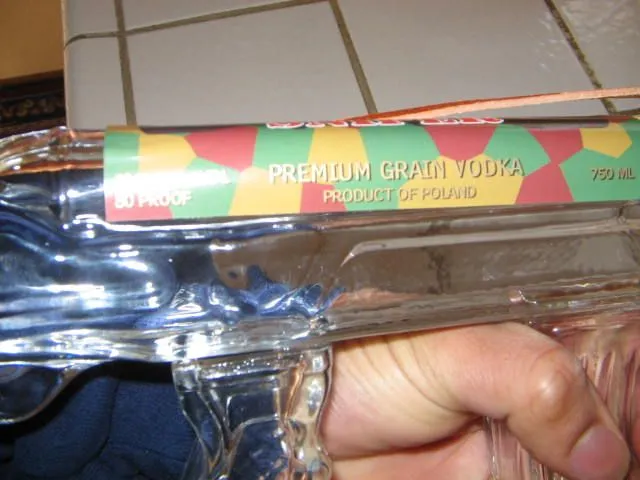 PREMIUM GRAIN VODKA
PRODUCT OF POLAND
750 ML
80 PROOF